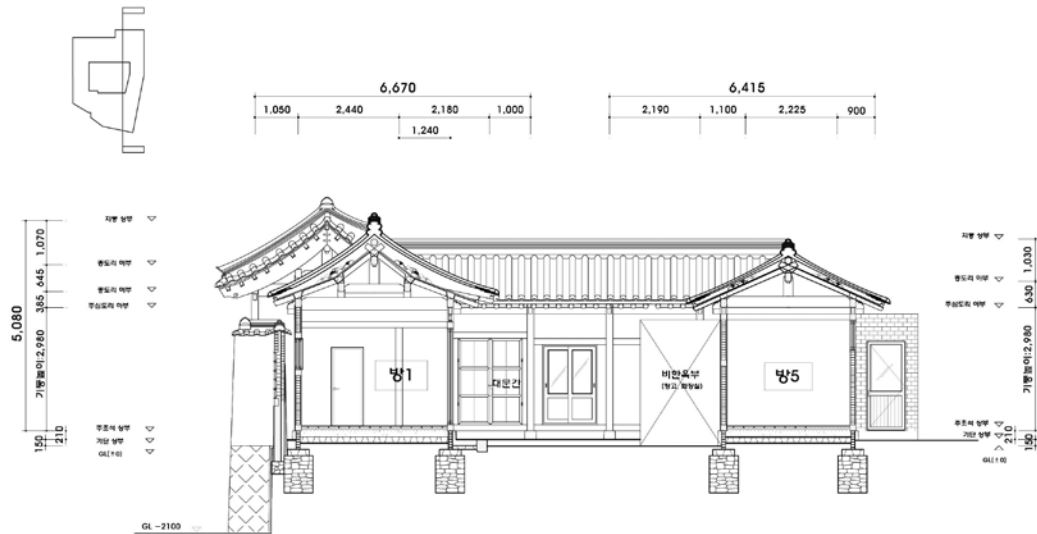 6,670
6,415
1,050 2,440 2,180 1,000
2,190 1,100 2,225 900
1,240
지붕 상부
종도리 하부
중도리 하부
주심도리 하부
주초석 상부
기단 상부
GL(±0)
GL -2100
5,080
1,070
645
385
기둥높이:2,980
210
150
방1
대문간
비한옥부
(창고/화장실)
방5
지붕 상부
종도리 하부
주심도리 하부
주초석 상부
기단 상부
GL(±0)
1,030
630
기둥높이:2,980
210
150